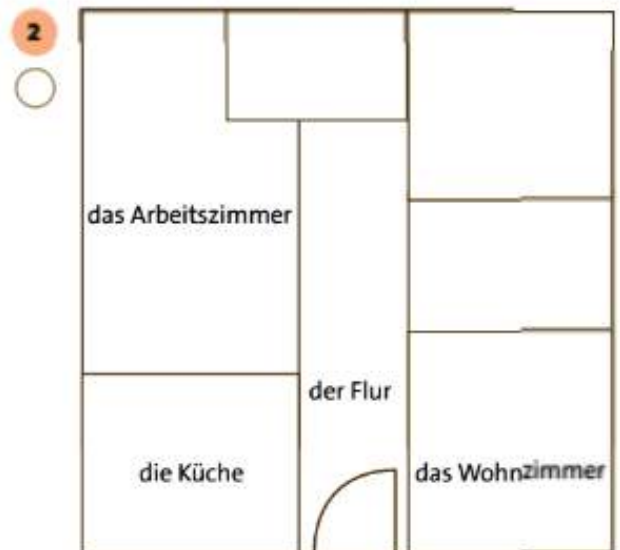 2
das Arbeitszimmer
der Flur
die Küche
das Wohnzimmer